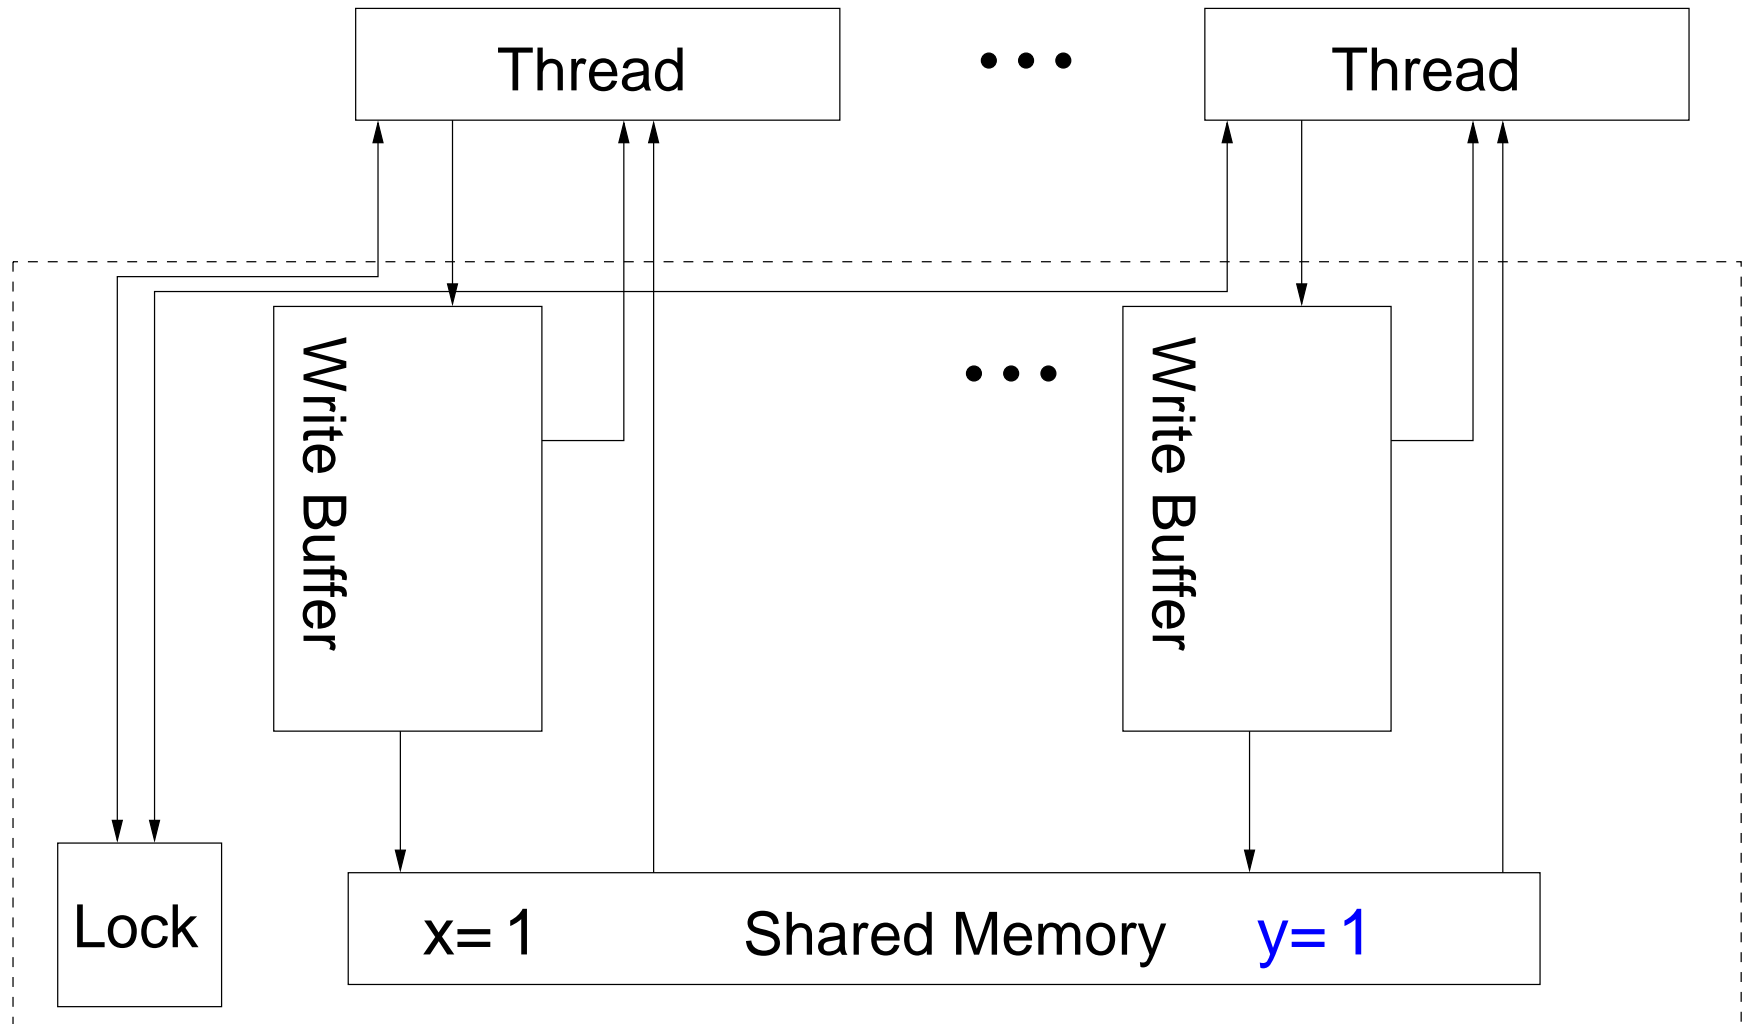 Thread
Thread
Write Buffer
Write Buffer
Lock
x= 1
Shared Memory
y= 1